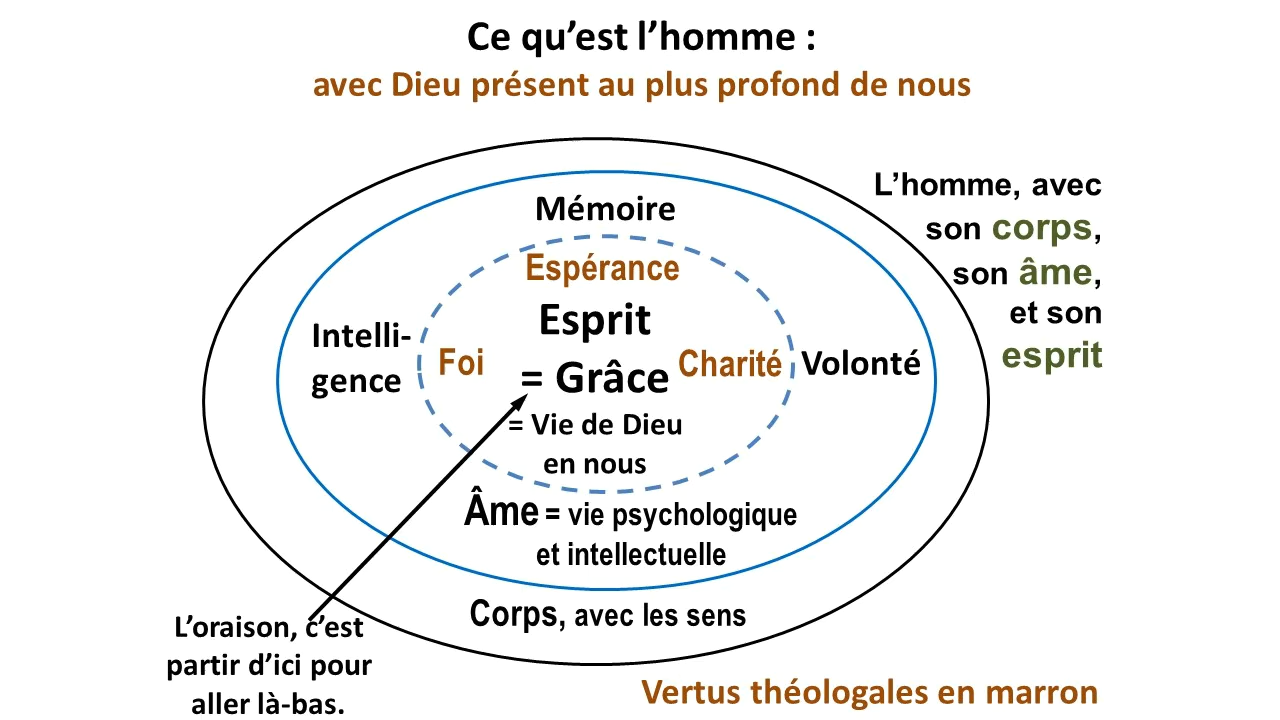 Ce qu’est l’homme :
avec Dieu présent au plus profond de nous
L’homme, avec
son corps,
son âme,
et son
esprit
Mémoire
Espérance
Esprit
Intelli-
gence
Foi
= Grâce
Charité
Volonté
= Vie de Dieu
en nous
Âme = vie psychologique
et intellectuelle
Corps, avec les sens
L’oraison, c’est
partir d’ici pour
aller là-bas.
Vertus théologales en marron